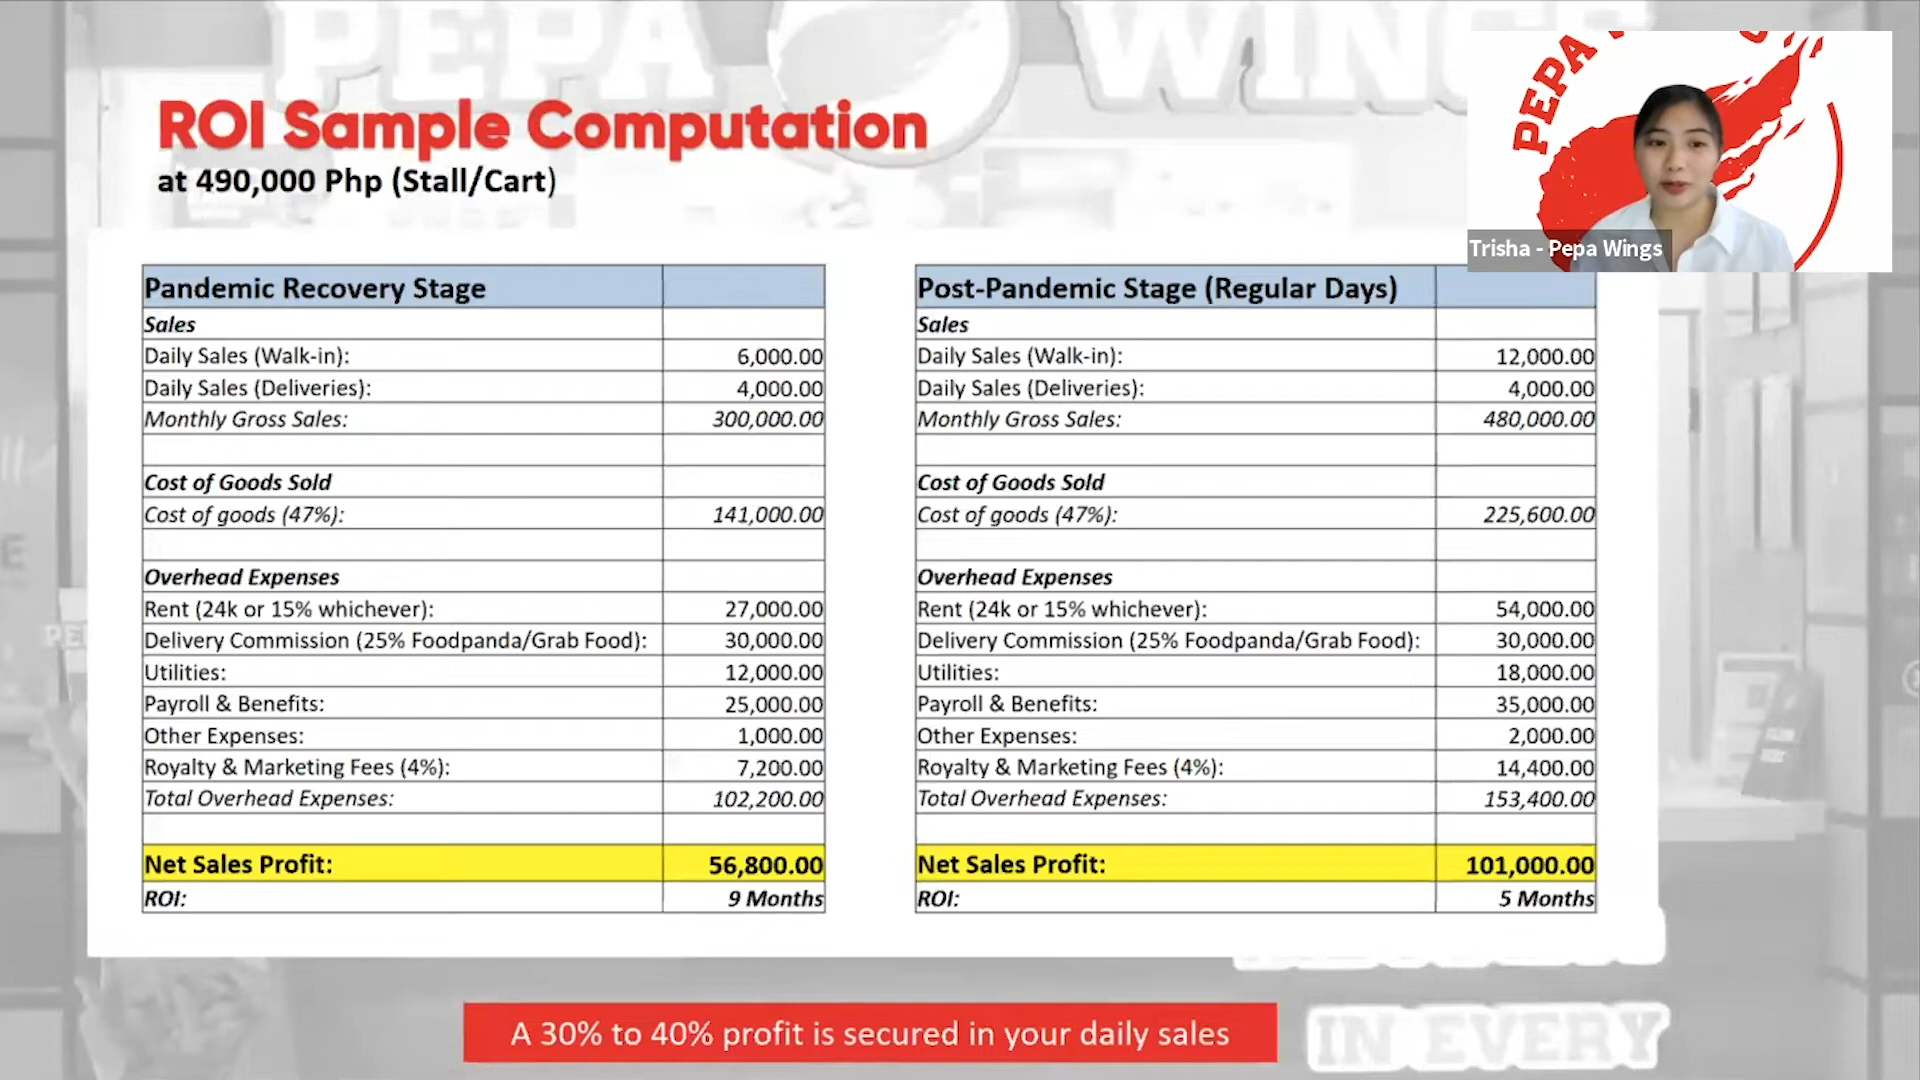 PEPA WINGS
ROI Sample Computation
at 490,000 Php (Stall/Cart)
PEPA
Trisha - Pepa Wings
Pandemic Recovery Stage
Sales
Daily Sales (Walk-in): 6,000.00
Daily Sales (Deliveries): 4,000.00
Monthly Gross Sales: 300,000.00
Cost of Goods Sold
Cost of goods (47%): 141,000.00
Overhead Expenses
Rent (24k or 15% whichever): 27,000.00
Delivery Commission (25% Foodpanda/Grab Food): 30,000.00
Utilities: 12,000.00
Payroll & Benefits: 25,000.00
Other Expenses: 1,000.00
Royalty & Marketing Fees (4%): 7,200.00
Total Overhead Expenses: 102,200.00
Net Sales Profit: 56,800.00
ROI: 9 Months
Post-Pandemic Stage (Regular Days)
Sales
Daily Sales (Walk-in): 12,000.00
Daily Sales (Deliveries): 4,000.00
Monthly Gross Sales: 480,000.00
Cost of Goods Sold
Cost of goods (47%): 225,600.00
Overhead Expenses
Rent (24k or 15% whichever): 54,000.00
Delivery Commission (25% Foodpanda/Grab Food): 30,000.00
Utilities: 18,000.00
Payroll & Benefits: 35,000.00
Other Expenses: 2,000.00
Royalty & Marketing Fees (4%): 14,400.00
Total Overhead Expenses: 153,400.00
Net Sales Profit: 101,000.00
ROI: 5 Months
A 30% to 40% profit is secured in your daily sales
IN EVERY